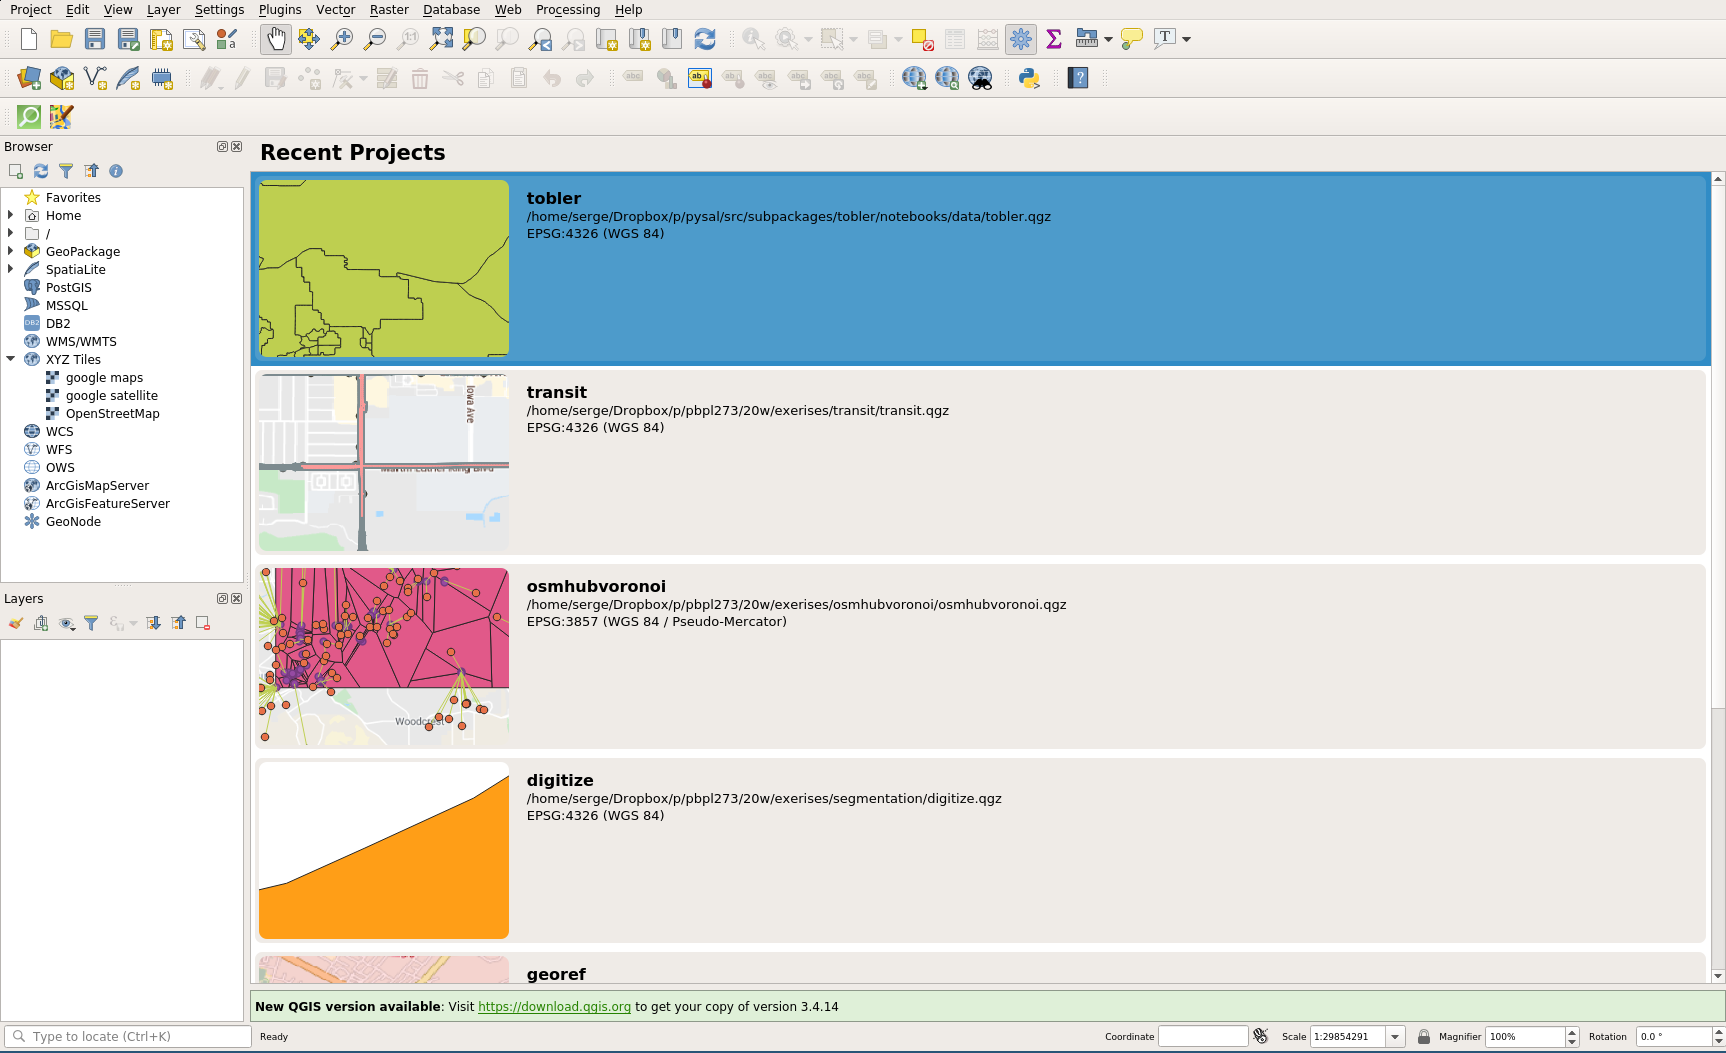 Project Edit View Layer Settings Plugins Vector Raster Database Web Processing Help
Browser
Favorites
Home
/
GeoPackage
SpatiaLite
PostGIS
MSSQL
DB2 DB2
WMS/WMTS
XYZ Tiles
google maps
google satellite
OpenStreetMap
WCS
WFS
OWS
ArcGisMapServer
ArcGisFeatureServer
GeoNode
Layers
Recent Projects
tobler
/home/serge/Dropbox/p/pysal/src/subpackages/tobler/notebooks/data/tobler.qgz
EPSG:4326 (WGS 84)
Iowa Ave
Martin Luther King Blvd
transit
/home/serge/Dropbox/p/pbpl273/20w/exerises/transit/transit.qgz
EPSG:4326 (WGS 84)
Woodcrest
osmhubvoronoi
/home/serge/Dropbox/p/pbpl273/20w/exerises/osmhubvoronoi/osmhubvoronoi.qgz
EPSG:3857 (WGS 84 / Pseudo-Mercator)
digitize
/home/serge/Dropbox/p/pbpl273/20w/exerises/segmentation/digitize.qgz
EPSG:4326 (WGS 84)
georef
New QGIS version available: Visit https://download.qgis.org to get your copy of version 3.4.14
Type to locate (Ctrl+K) Ready Coordinate Scale 1:29854291 Magnifier 100% Rotation 0.0 °